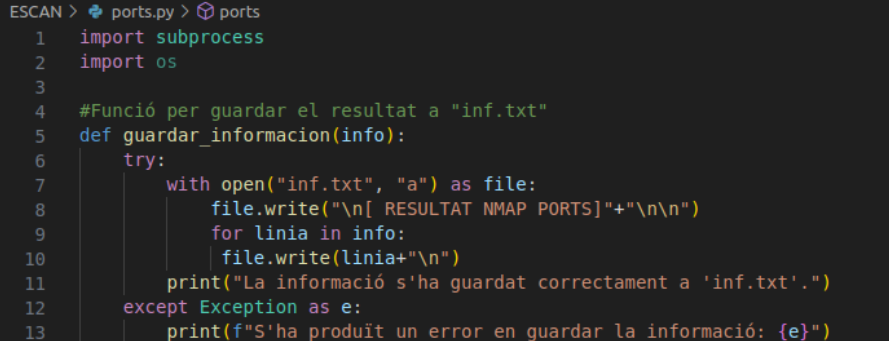 ESCAN > ports.py > ports
1 import subprocess
2 import os
3
4 #Funció per guardar el resultat a "inf.txt"
5 def guardar_informacion(info):
6     try:
7         with open("inf.txt", "a") as file:
8             file.write("\n[ RESULTAT NMAP PORTS]"+"\n\n")
9             for linia in info:
10              file.write(linia+"\n")
11         print("La informació s'ha guardat correctament a 'inf.txt'.")
12     except Exception as e:
13         print(f"S'ha produït un error en guardar la informació: {e}")